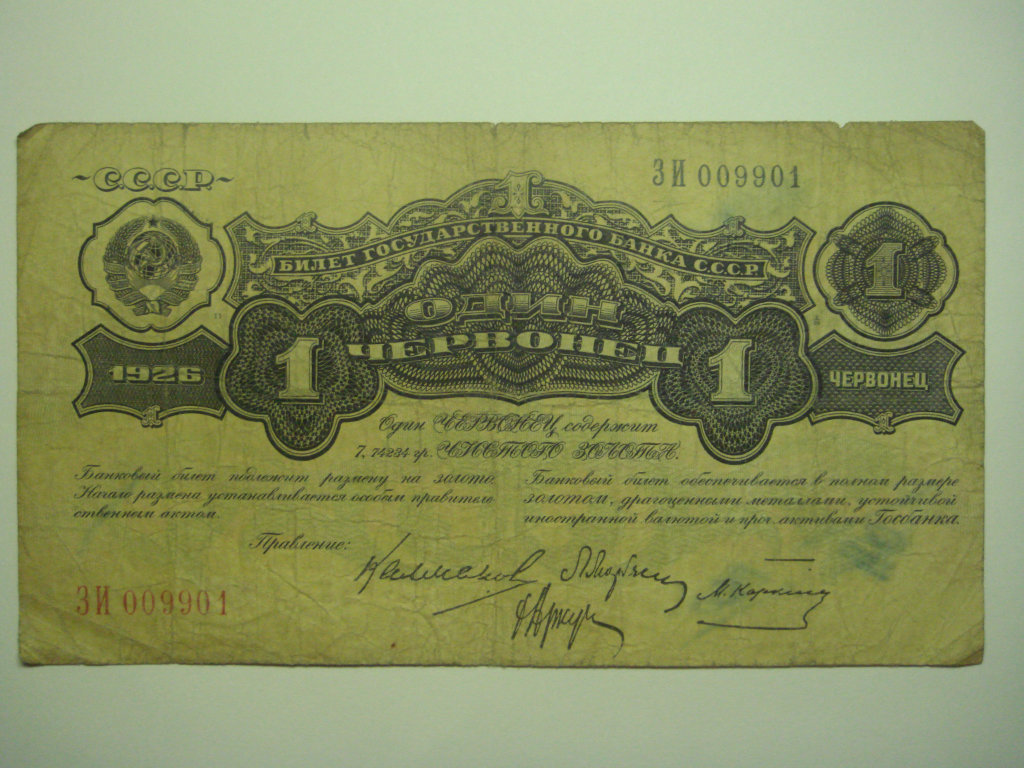 С.С.С.Р.
ЗИ 009901
1
БИЛЕТ ГОСУДАРСТВЕННОГО БАНКА С.С.С.Р.
1
ОДИН
ЧЕРВОНЕЦ
1
1
1926
ЧЕРВОНЕЦ
Один ЧЕРВОНЕЦ содержит
7,74234 гр. ЧИСТОГО ЗОЛОТА.
Банковый билет подлежит размену на золото.
Начало размена устанавливается особым правитель
ственным актом.
Банковый билет обеспечивается в полном размере
золотом, драгоценными металлами, устойчивой
иностранной валютой и проч. активами Госбанка.
Правление:
ЗИ 009901